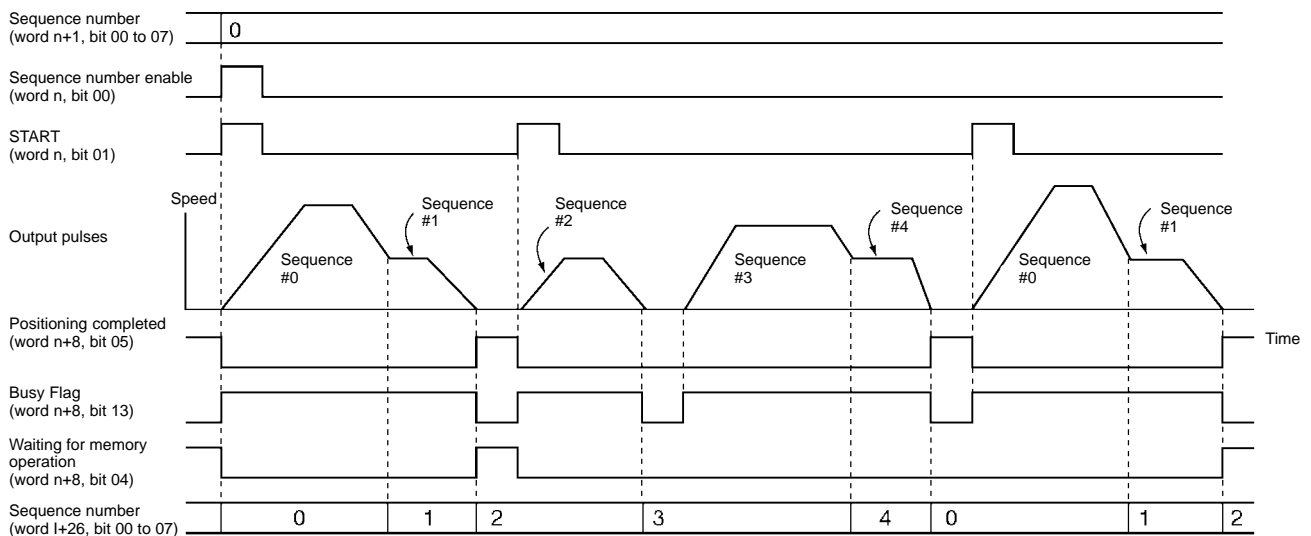 Sequence number
(word n+1, bit 00 to 07)
0
Sequence number enable
(word n, bit 00)
START
(word n, bit 01)
Speed
Output pulses
Sequence
#0
Sequence
#1
Sequence
#2
Sequence
#3
Sequence
#4
Sequence
#0
Sequence
#1
Positioning completed
(word n+8, bit 05)
Time
Busy Flag
(word n+8, bit 13)
Waiting for memory
operation
(word n+8, bit 04)
Sequence number
(word I+26, bit 00 to 07)
0 1 2 3 4 0 1 2